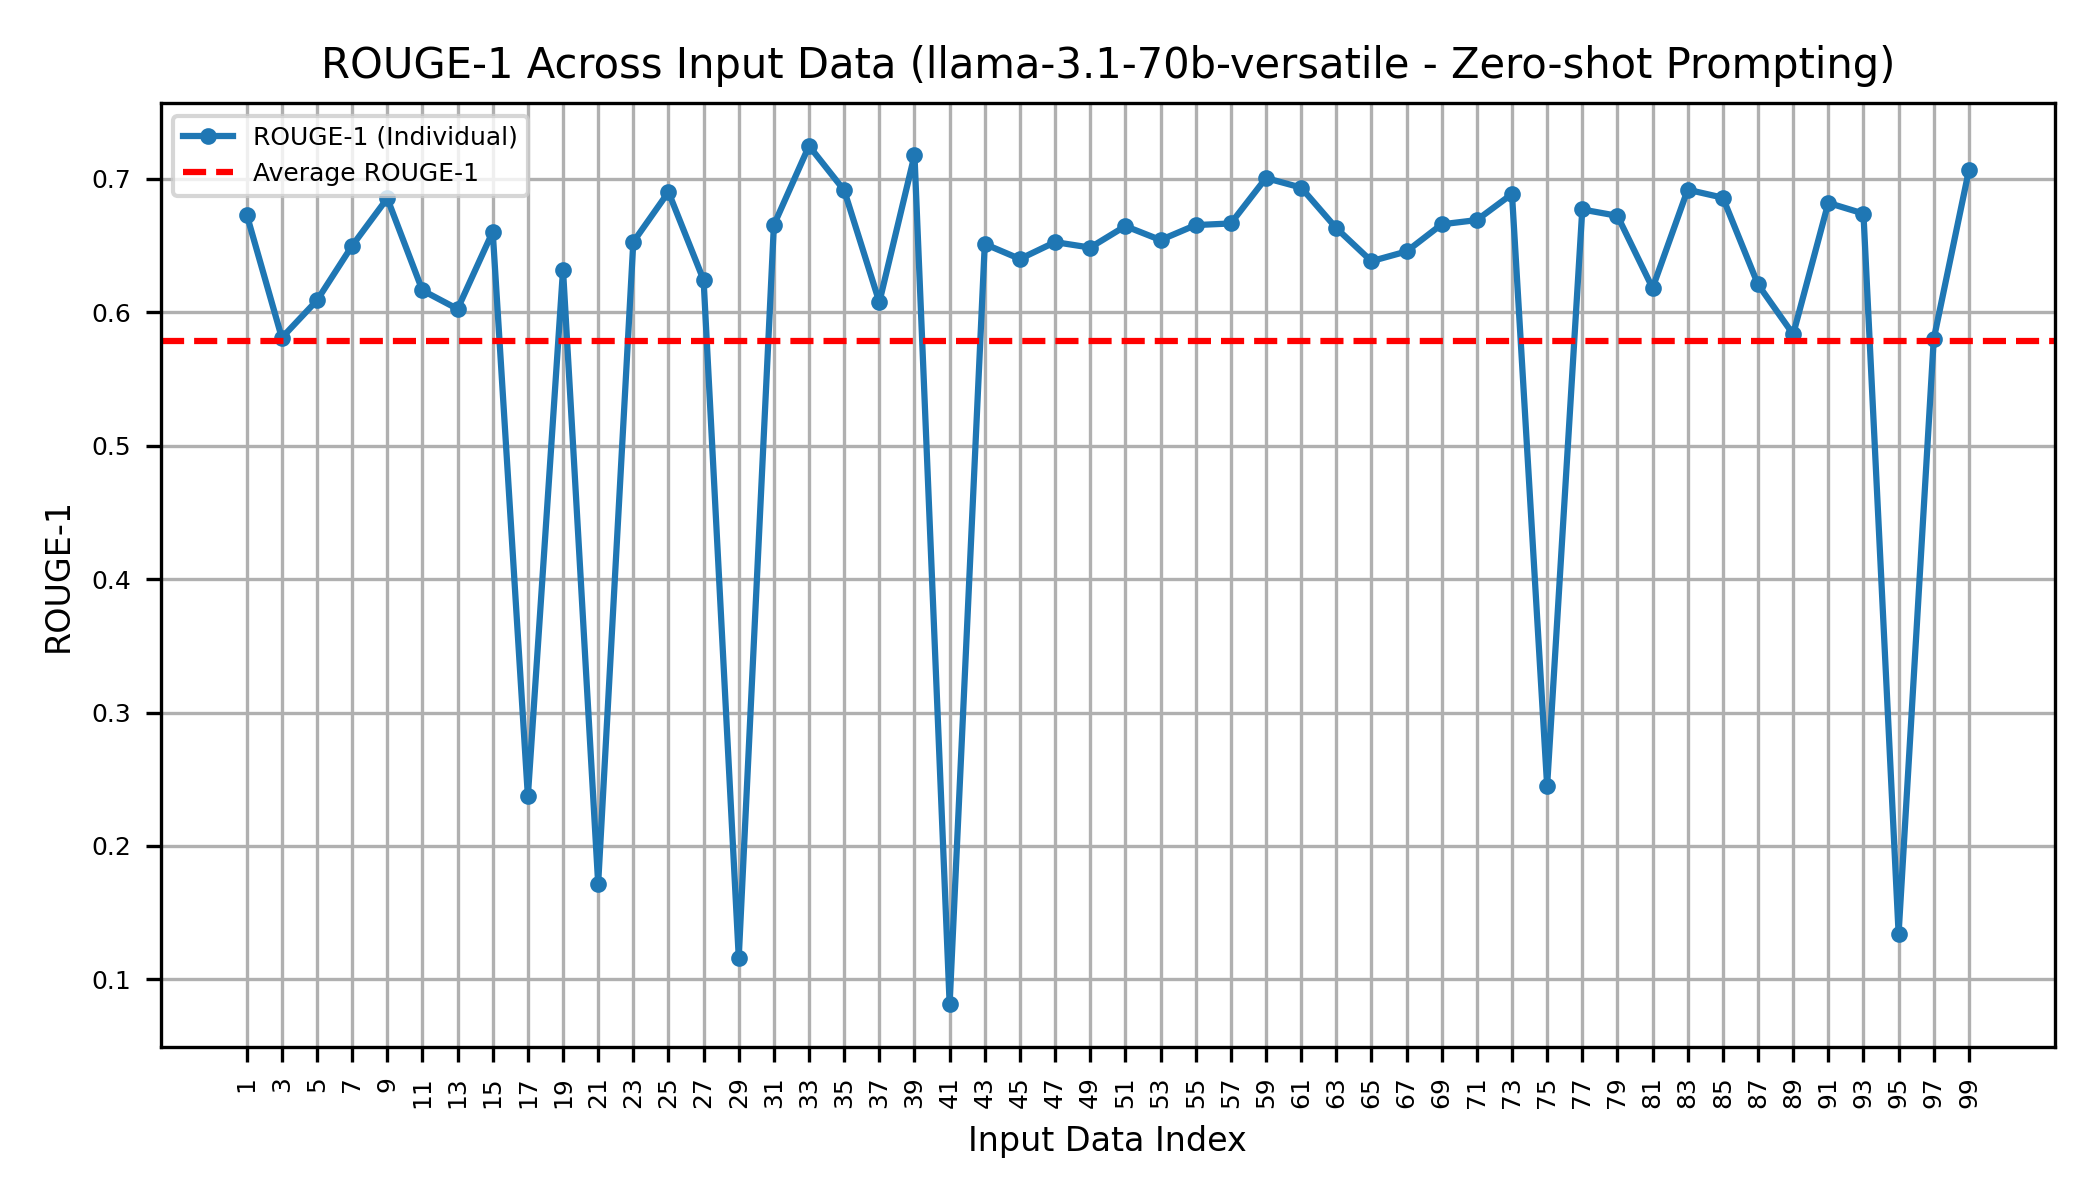 ROUGE-1 Across Input Data (llama-3.1-70b-versatile - Zero-shot Prompting)
ROUGE-1 (Individual)
Average ROUGE-1
0.7
0.6
0.5
0.4
0.3
0.2
0.1
ROUGE-1
1 3 5 7 9 11 13 15 17 19 21 23 25 27 29 31 33 35 37 39 41 43 45 47 49 51 53 55 57 59 61 63 65 67 69 71 73 75 77 79 81 83 85 87 89 91 93 95 97 99
Input Data Index